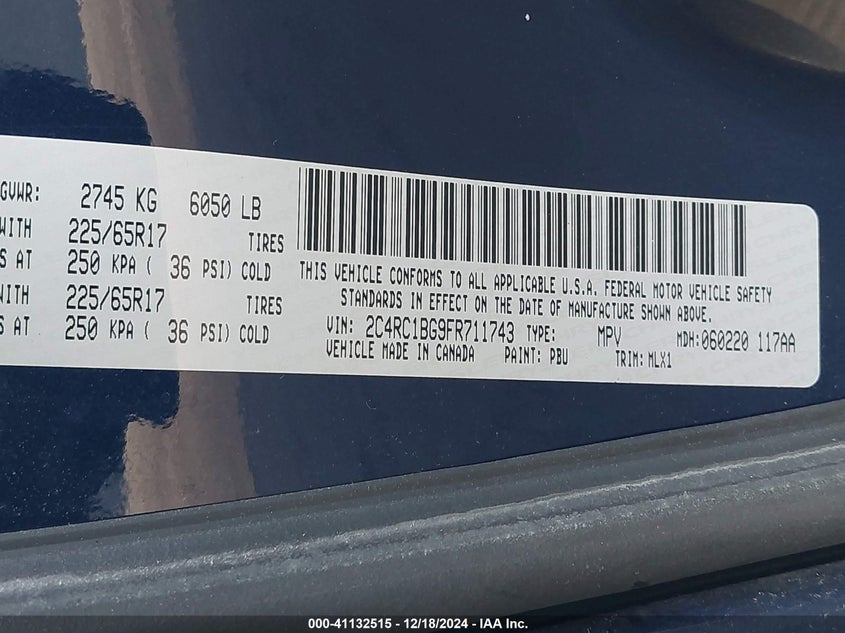 GVWR: 2745 KG 6050 LB
WITH 225/65R17 TIRES
S AT 250 KPA ( 36 PSI) COLD
WITH 225/65R17 TIRES
S AT 250 KPA ( 36 PSI) COLD
THIS VEHICLE CONFORMS TO ALL APPLICABLE U.S.A. FEDERAL MOTOR VEHICLE SAFETY
STANDARDS IN EFFECT ON THE DATE OF MANUFACTURE SHOWN ABOVE.
VIN: 2C4RC1BG9FR711743 TYPE: MPV MDH: 060220 117AA
VEHICLE MADE IN CANADA PAINT: PBU TRIM: MLX1
000-41132515 - 12/18/2024 - IAA Inc.